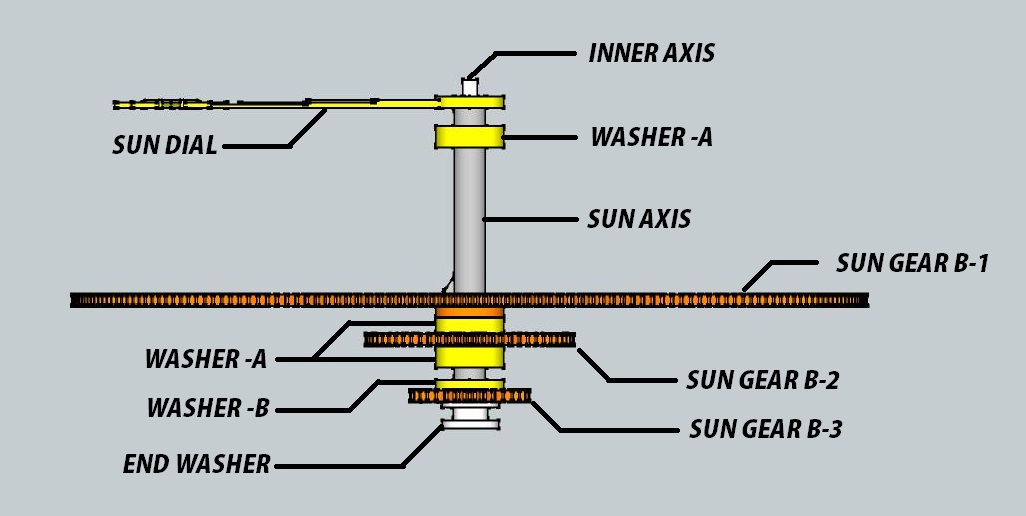 INNER AXIS
SUN DIAL
WASHER -A
SUN AXIS
SUN GEAR B-1
WASHER -A
SUN GEAR B-2
WASHER -B
SUN GEAR B-3
END WASHER